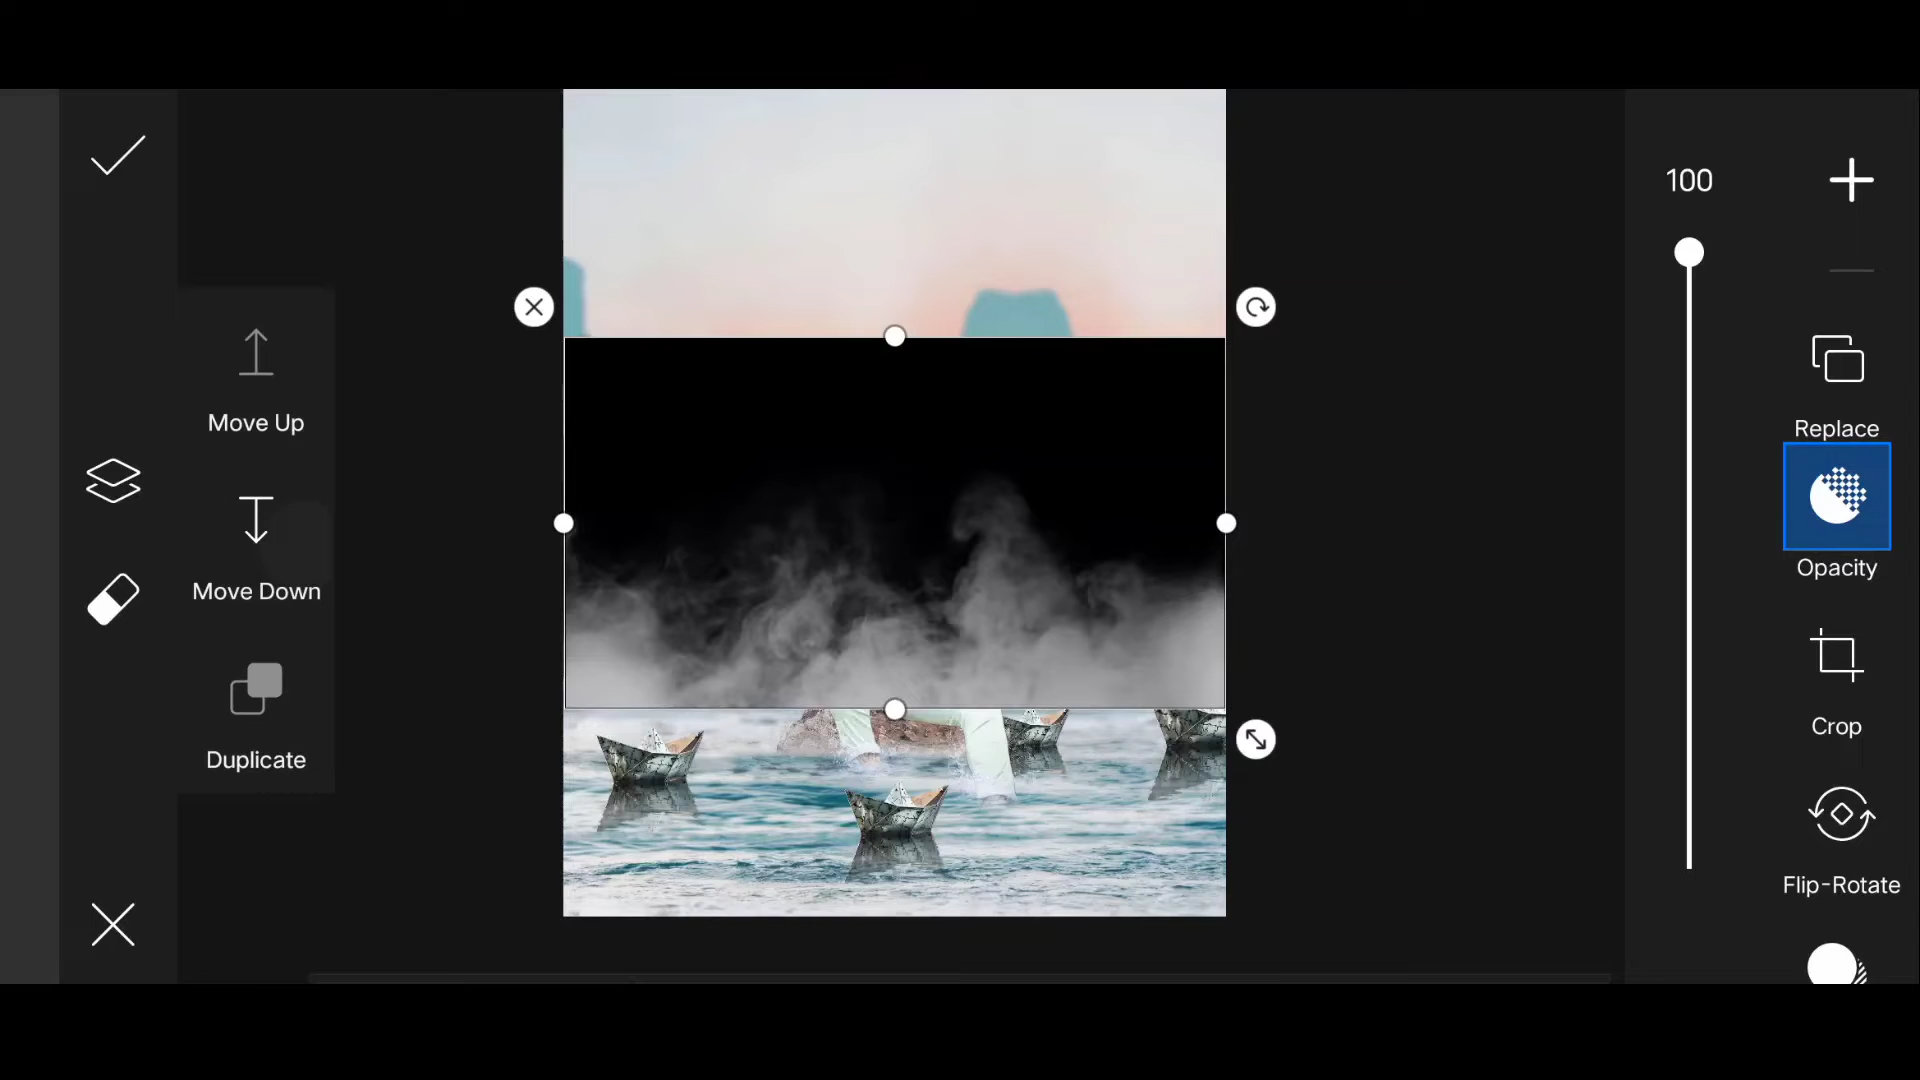 Move Up
Move Down
Duplicate
100
Replace
Opacity
Crop
Flip-Rotate